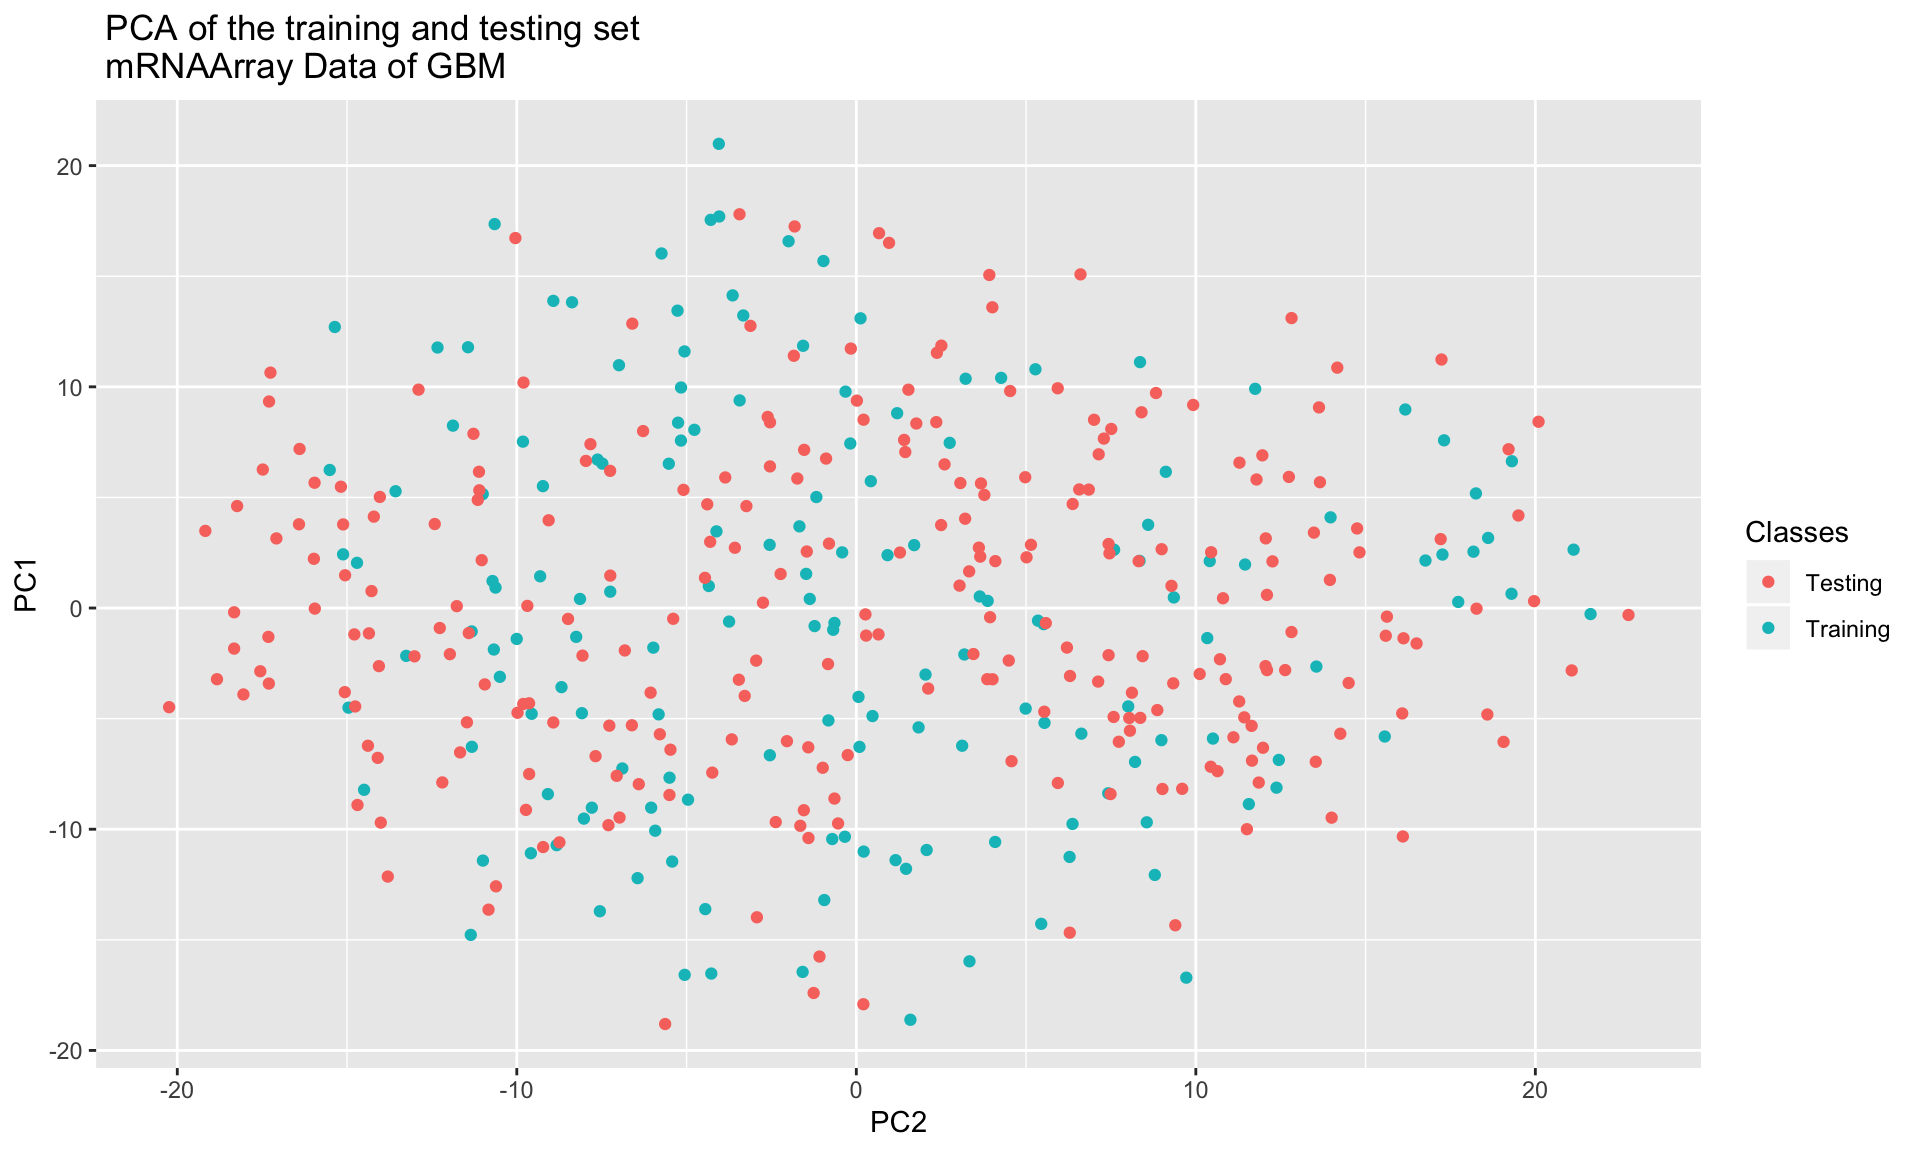 PCA of the training and testing set
mRNAArray Data of GBM
20
10
0
-10
-20
PC1
-20
-10
0
10
20
PC2
Classes
Testing
Training